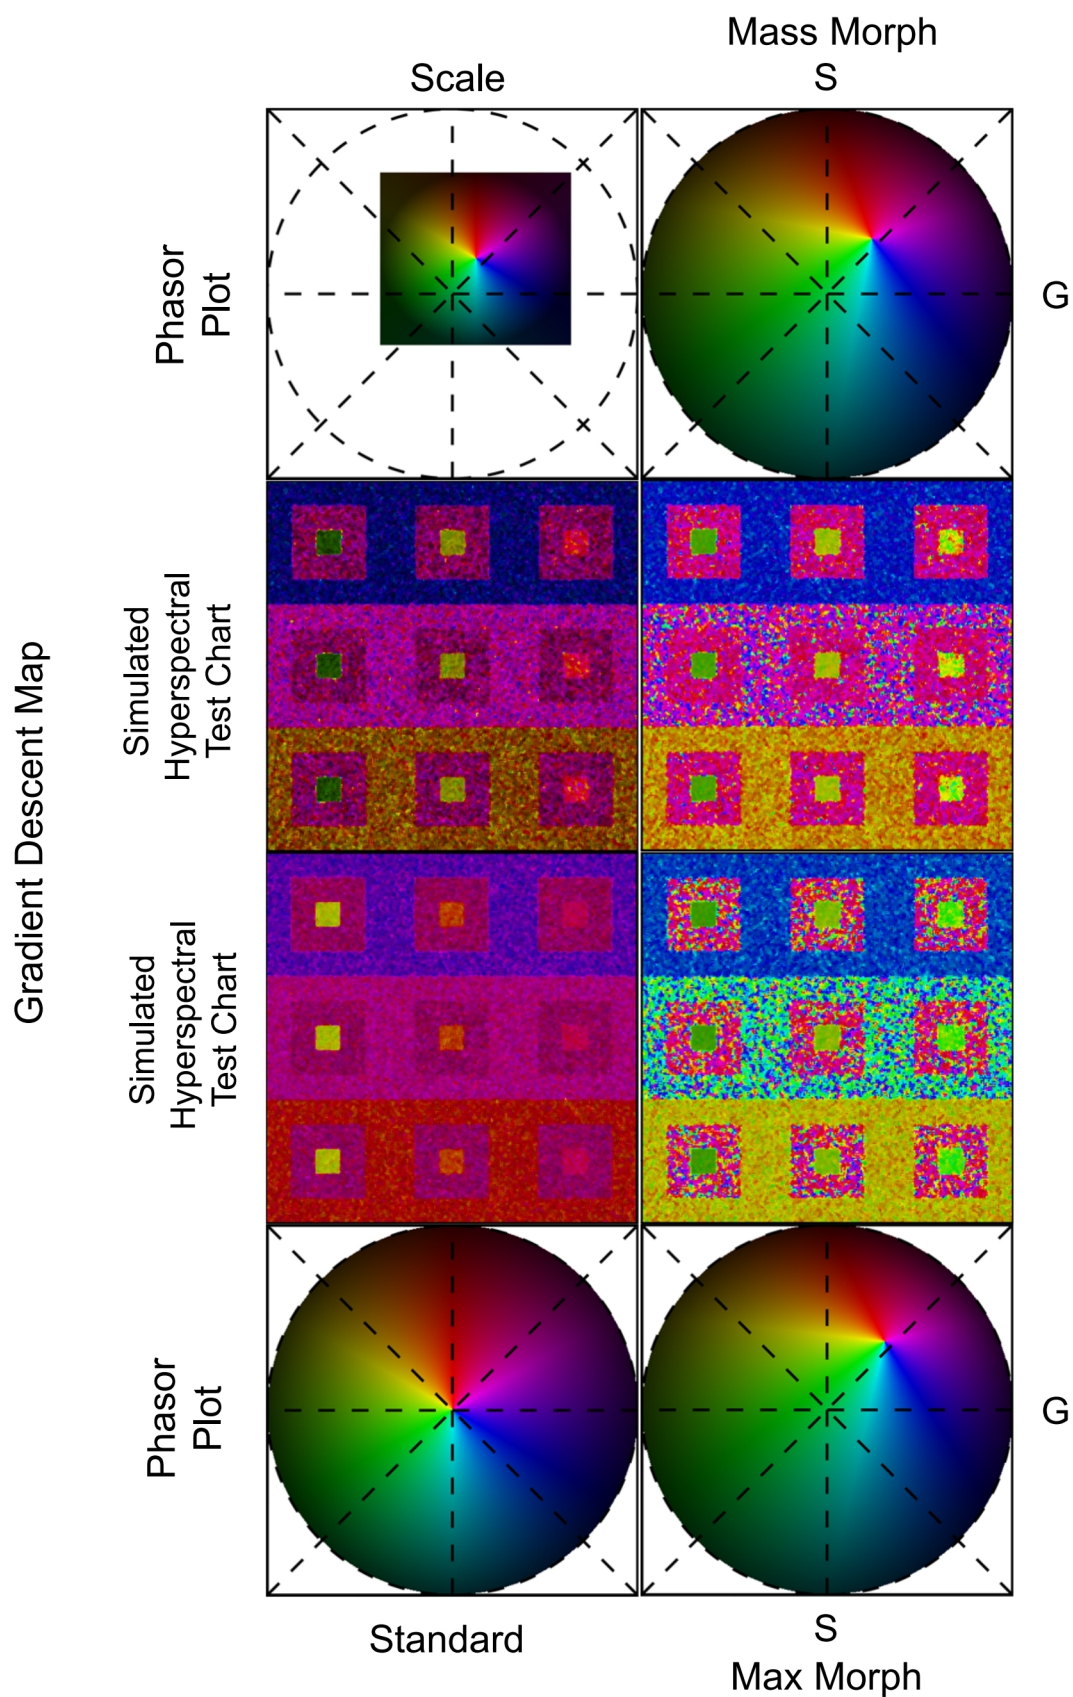 Mass Morph
Scale
S
Phasor
Plot
G
Gradient Descent Map
Simulated
Hyperspectral
Test Chart
Simulated
Hyperspectral
Test Chart
Phasor
Plot
G
Standard
S
Max Morph